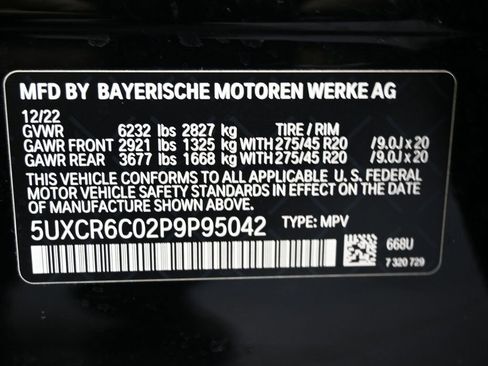 MFD BY BAYERISCHE MOTOREN WERKE AG
12/22
GVWR 6232 lbs 2827 kg TIRE / RIM
GAWR FRONT 2921 lbs 1325 kg WITH 275/45 R20 /9.0J x 20
GAWR REAR 3677 lbs 1668 kg WITH 275/45 R20 /9.0J x 20
THIS VEHICLE CONFORMS TO ALL APPLICABLE U. S. FEDERAL
MOTOR VEHICLE SAFETY STANDARDS IN EFFECT ON THE DATE
OF MANUFACTURE SHOWN ABOVE.
5UXCR6C02P9P95042 TYPE: MPV
668U
7 320 729